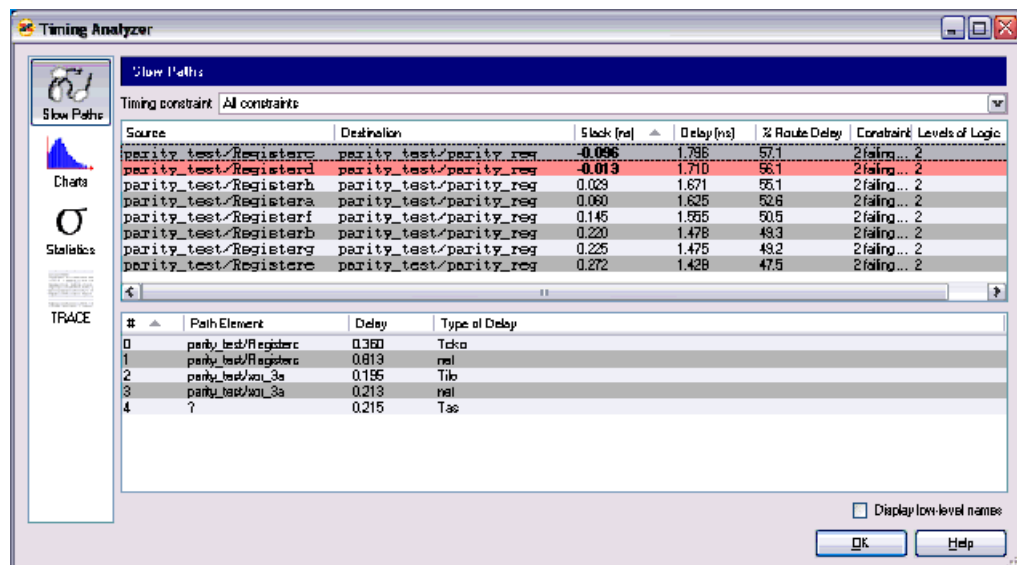 Timing Analyzer
Slow Paths
Slow Paths
Timing constraint All constraints
Source Destination Slack (ns) Delay (ns) % Route Delay Constraint Levels of Logic
parity_test/Registerc parity_test/parity_reg -0.096 1.796 57.1 2 failing... 2
parity_test/Registerd parity_test/parity_reg -0.013 1.710 56.1 2 failing... 2
parity_test/Registerh parity_test/parity_reg 0.029 1.671 55.1 2 failing... 2
parity_test/Registera parity_test/parity_reg 0.060 1.625 52.6 2 failing... 2
parity_test/Registerf parity_test/parity_reg 0.145 1.555 50.5 2 failing... 2
parity_test/Registerb parity_test/parity_reg 0.220 1.478 49.3 2 failing... 2
parity_test/Registerg parity_test/parity_reg 0.225 1.475 49.2 2 failing... 2
parity_test/Registere parity_test/parity_reg 0.272 1.428 47.5 2 failing... 2
Charts
σ
Statistics
TRACE
# Path Element Delay Type of Delay
0 parity_test/Registerc 0.360 Tcko
1 parity_test/Registerc 0.813 net
2 parity_test/xor_3a 0.195 Tilo
3 parity_test/xor_3a 0.213 net
4 ? 0.215 Tas
Display low-level names
OK Help